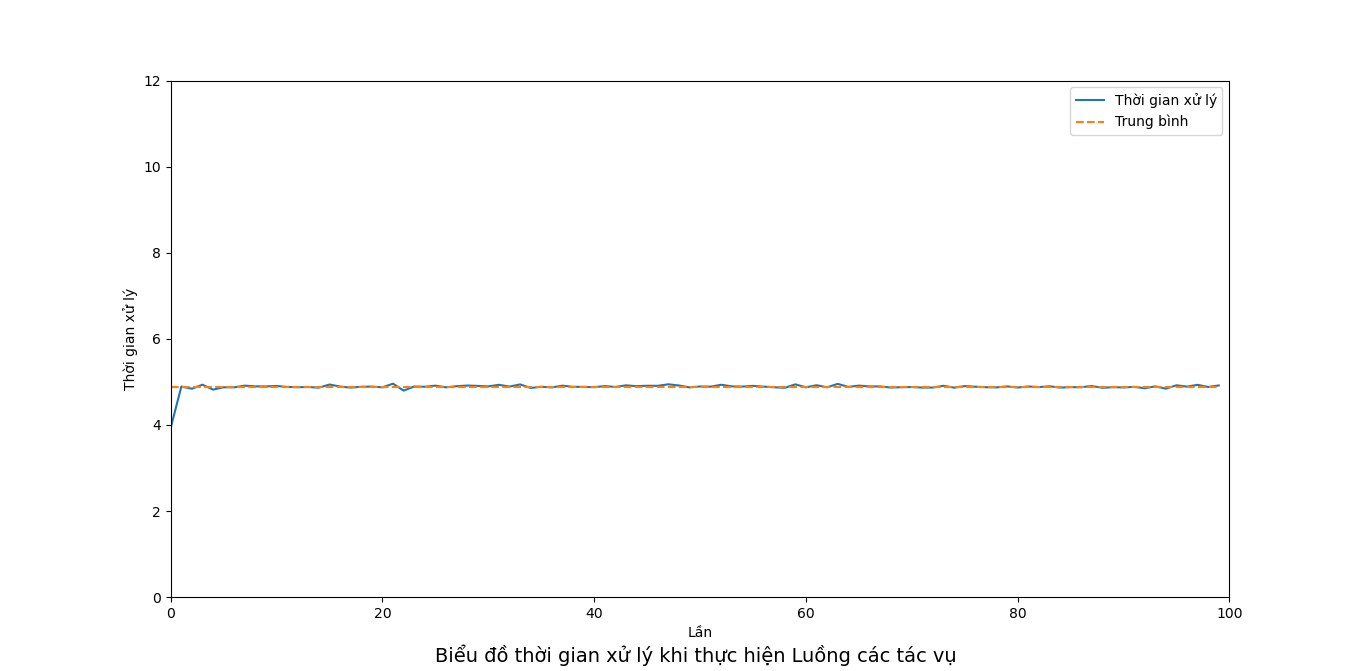 12
10
8
6
4
2
0
Thời gian xử lý
Thời gian xử lý
Trung bình
0 20 40 60 80 100
Lần
Biểu đồ thời gian xử lý khi thực hiện Luồng các tác vụ